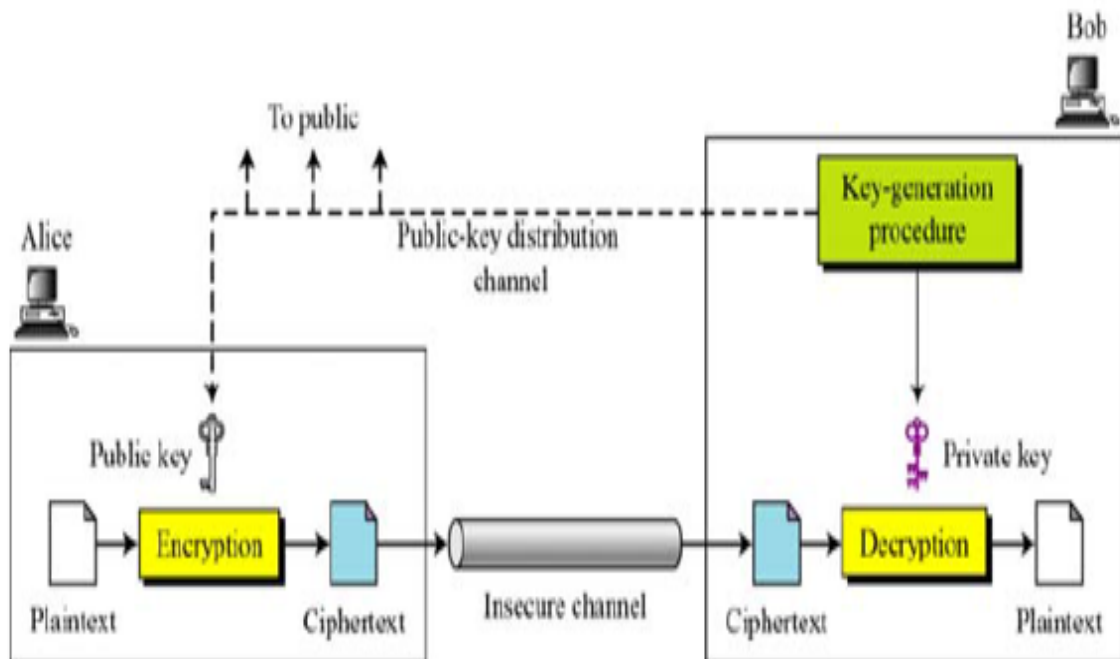 Bob
To public
Key-generation
procedure
Alice
Public-key distribution
channel
Public key
Private key
Encryption
Decryption
Plaintext
Ciphertext
Insecure channel
Ciphertext
Plaintext